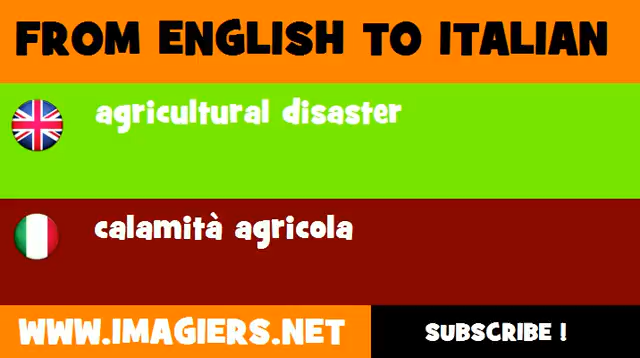 FROM ENGLISH TO ITALIAN
agricultural disaster
calamità agricola
WWW.IMAGIERS.NET
SUBSCRIBE !